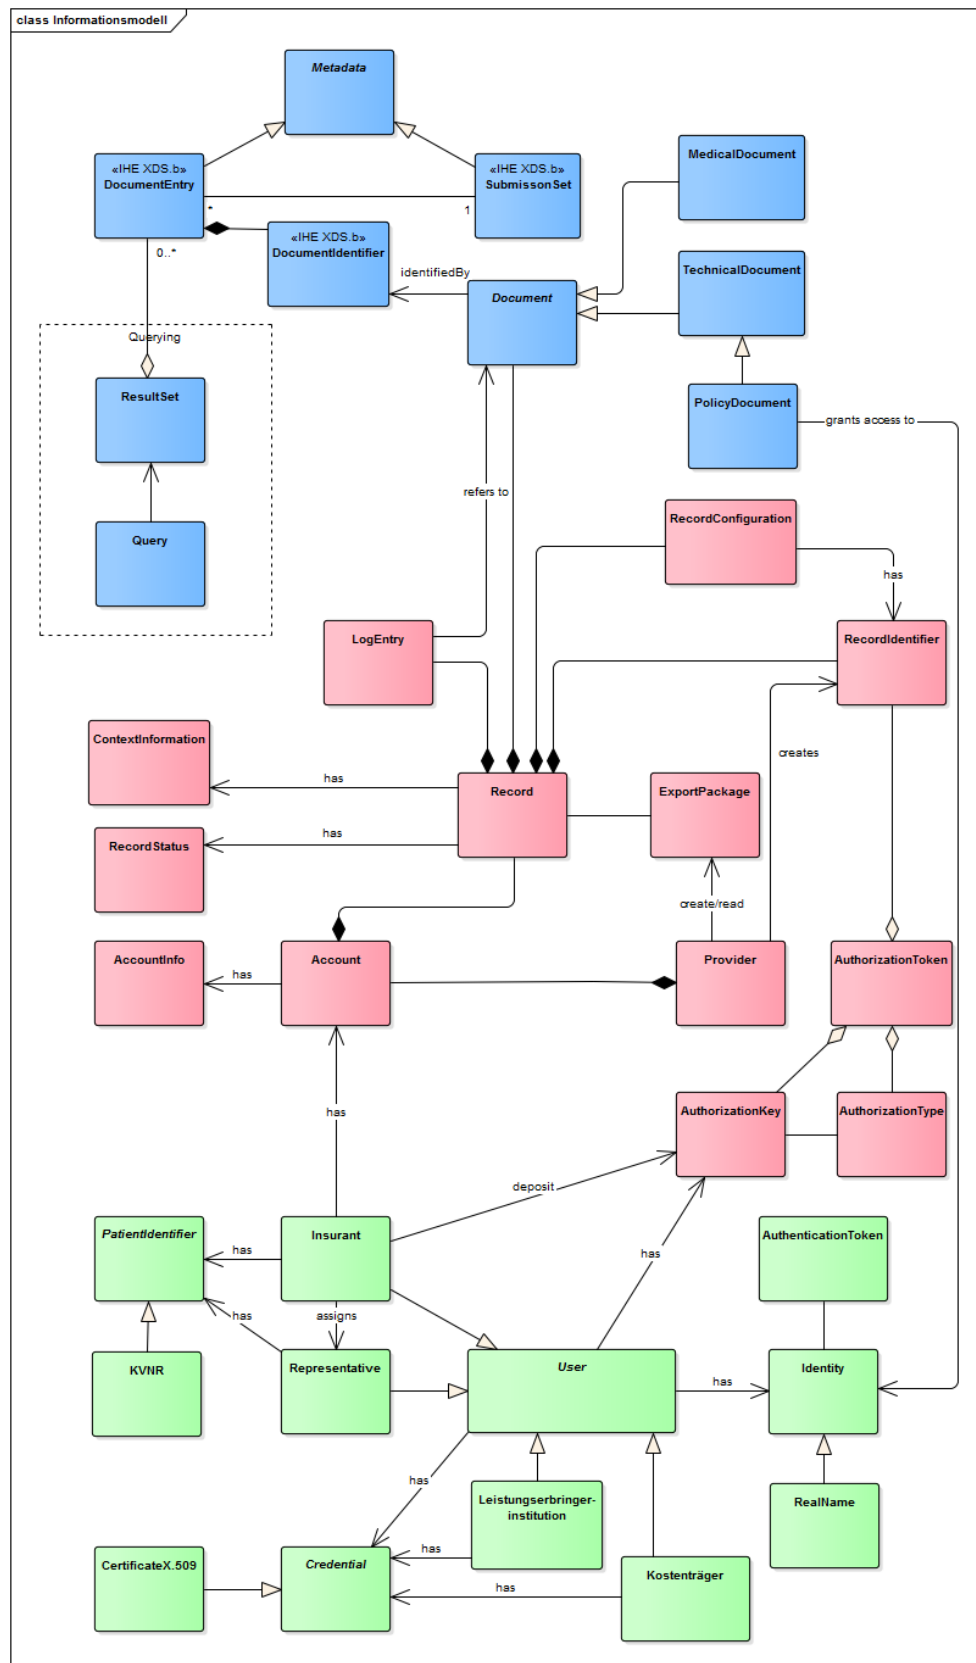 class Informationsmodell
Metadata
«IHE XDS.b»
DocumentEntry
«IHE XDS.b»
SubmissonSet
MedicalDocument
*
1
0..*
«IHE XDS.b»
DocumentIdentifier
identifiedBy
Document
TechnicalDocument
Querying
ResultSet
PolicyDocument
grants access to
refers to
Query
RecordConfiguration
has
LogEntry
RecordIdentifier
ContextInformation
has
Record
ExportPackage
creates
RecordStatus
has
create/read
AccountInfo
has
Account
Provider
AuthorizationToken
has
AuthorizationKey
AuthorizationType
deposit
PatientIdentifier
has
Insurant
AuthenticationToken
has
has
assigns
KVNR
Representative
User
has
Identity
has
Leistungserbringer-
institution
RealName
CertificateX.509
Credential
has
has
Kostenträger